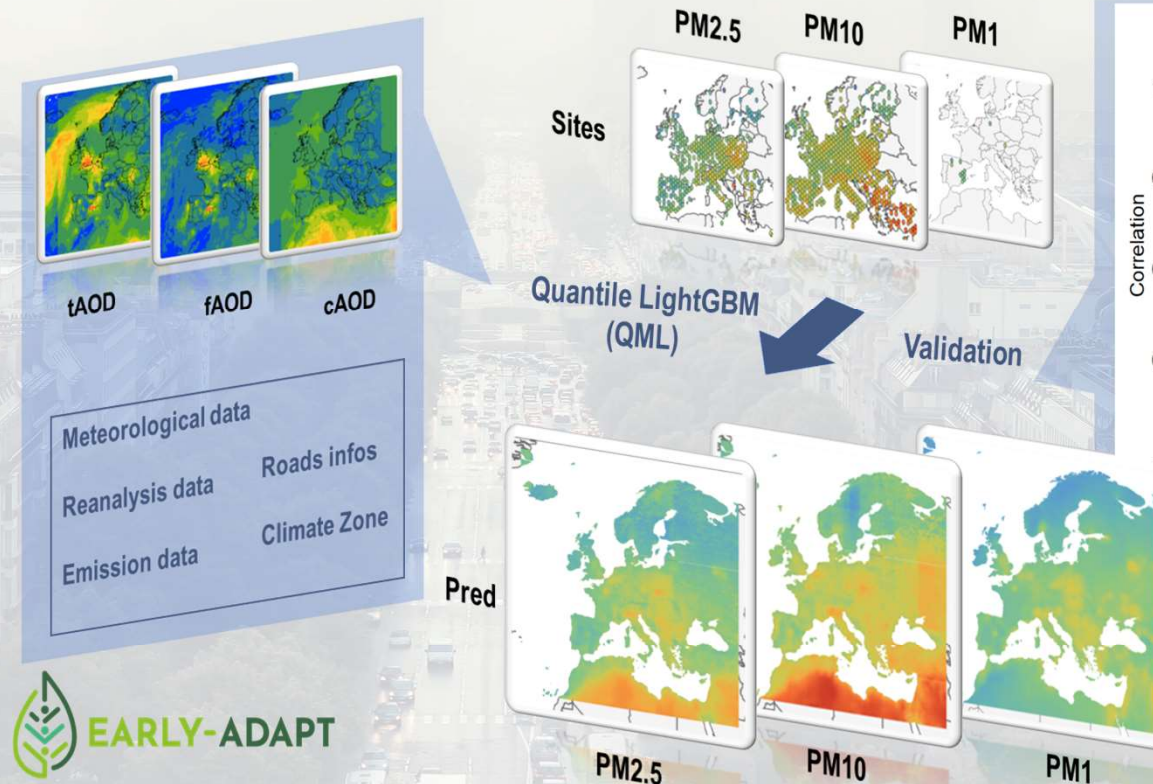 PM2.5
PM10
PM1
Sites
tAOD
fAOD
cAOD
Quantile LightGBM
(QML)
Validation
Correlation
Meteorological data
Roads infos
Reanalysis data
Climate Zone
Emission data
Pred
EARLY-ADAPT
PM2.5
PM10
PM1